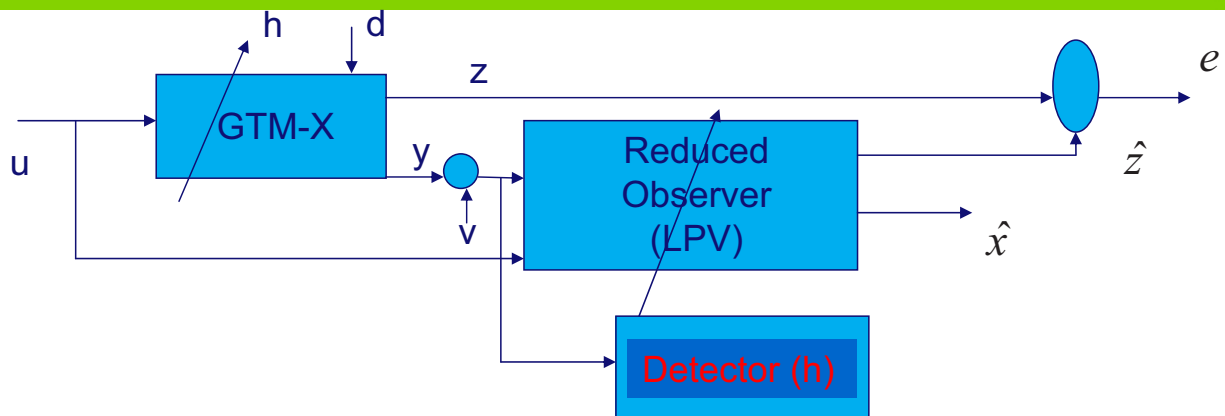 h
d
z
e
GTM-X
u
y
v
Reduced
Observer
(LPV)
ẑ
x̂
Detector (h)